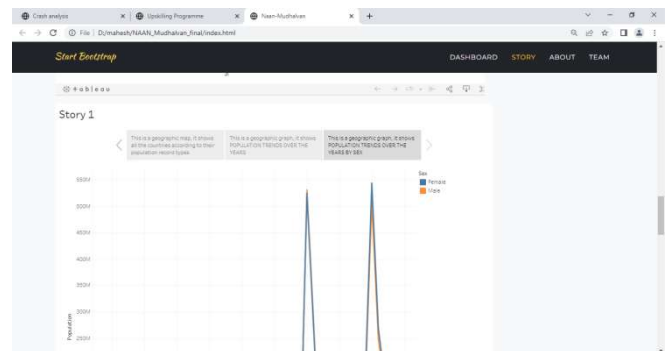 Crash analysis
Upskilling Programme
Naan-Mudhalvan
File | D:/mahesh/NAAN_Mudhalvan_final/index.html
Start Bootstrap
DASHBOARD STORY ABOUT TEAM
+ a b l e a u
Story 1
This is a geographic map, it shows
all the countries according to their
population record types.
This is a geographic graph, it shows
POPULATION TRENDS OVER THE
YEARS
This is a geographic graph, it shows
POPULATION TRENDS OVER THE
YEARS BY SEX
Sex
Female
Male
550M
500M
450M
400M
350M
300M
250M
Population